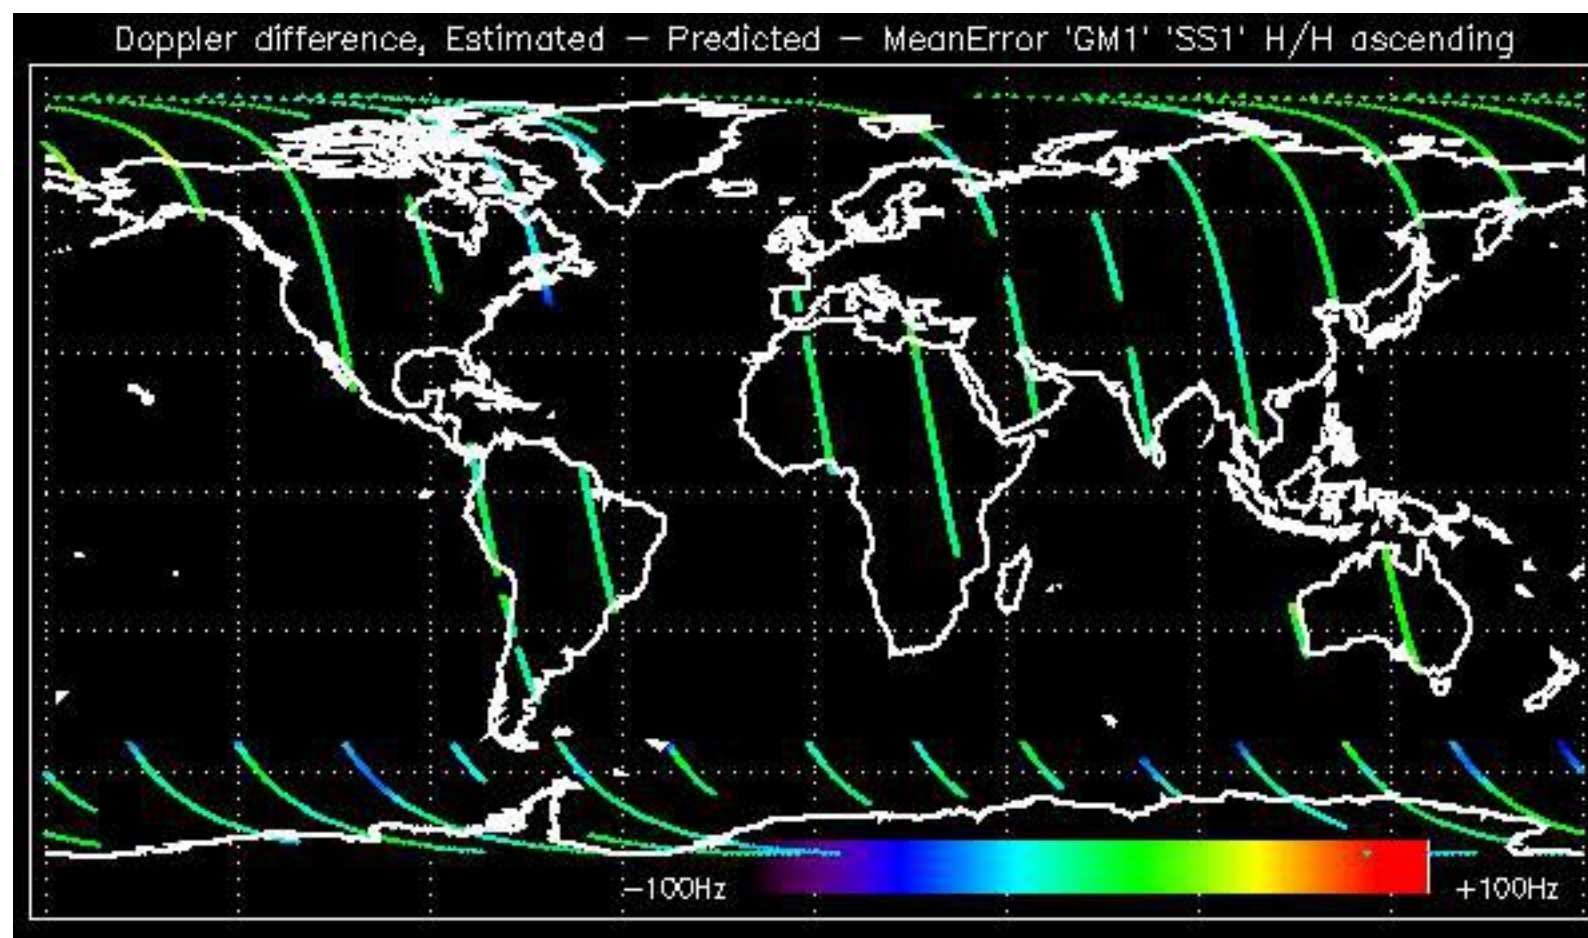 Doppler difference, Estimated – Predicted – MeanError 'GM1' 'SS1' H/H ascending
–100Hz
+100Hz